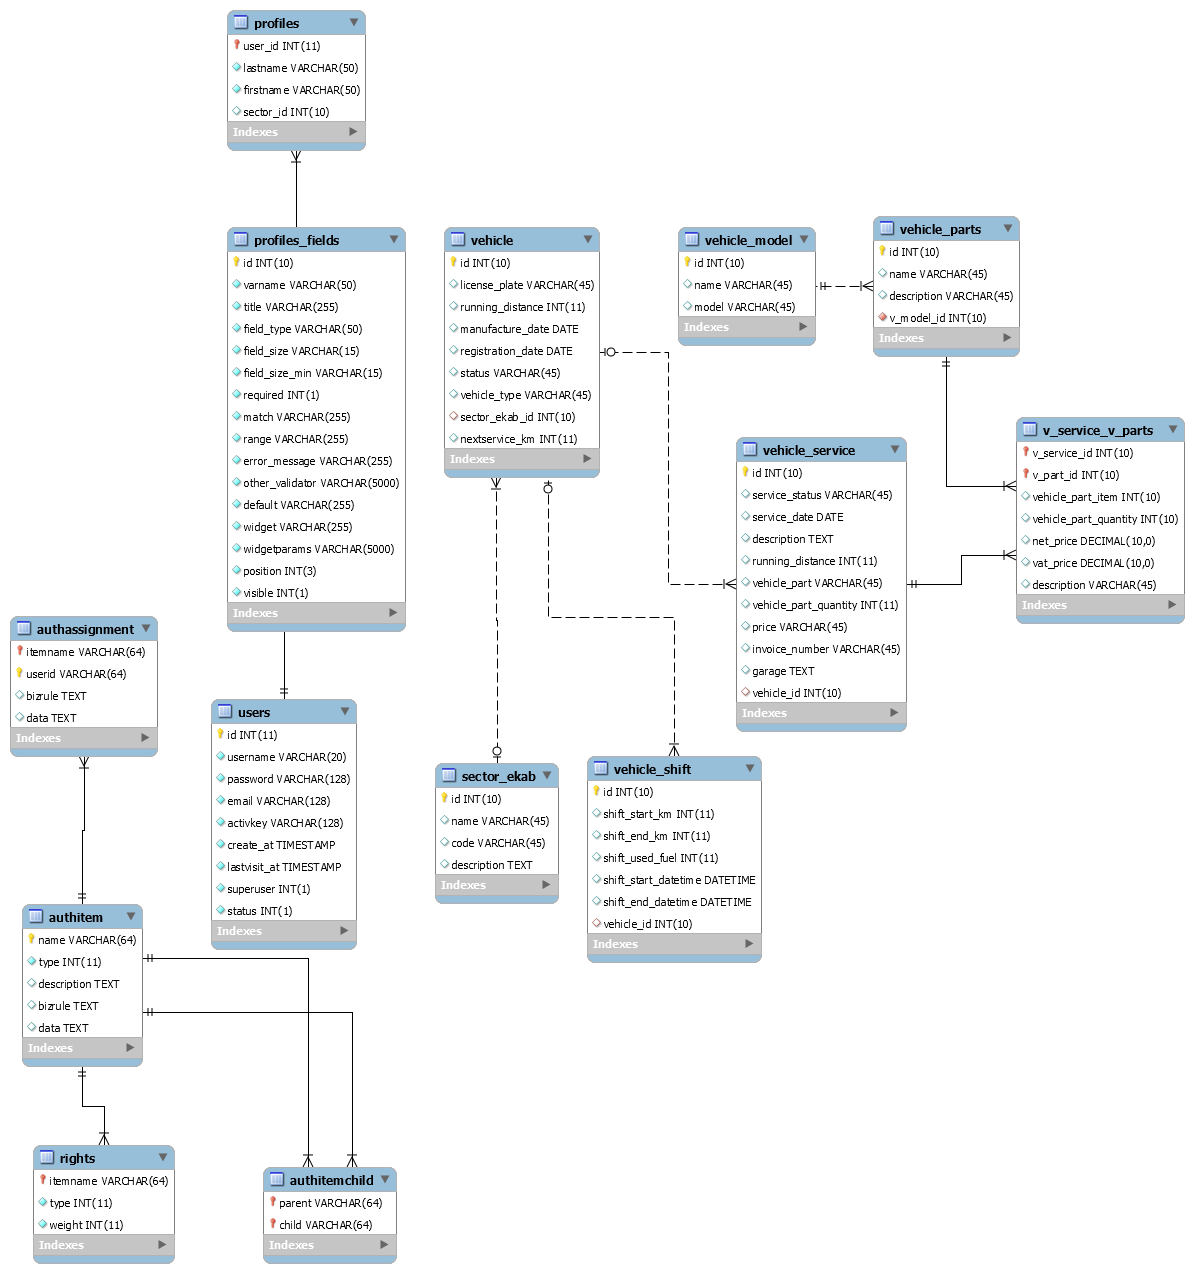 profiles
user_id INT(11)
lastname VARCHAR(50)
firstname VARCHAR(50)
sector_id INT(10)
Indexes
profiles_fields
id INT(10)
varname VARCHAR(50)
title VARCHAR(255)
field_type VARCHAR(50)
field_size VARCHAR(15)
field_size_min VARCHAR(15)
required INT(1)
match VARCHAR(255)
range VARCHAR(255)
error_message VARCHAR(255)
other_validator VARCHAR(5000)
default VARCHAR(255)
widget VARCHAR(255)
widgetparams VARCHAR(5000)
position INT(3)
visible INT(1)
Indexes
vehicle
id INT(10)
license_plate VARCHAR(45)
running_distance INT(11)
manufacture_date DATE
registration_date DATE
status VARCHAR(45)
vehicle_type VARCHAR(45)
sector_ekab_id INT(10)
nextservice_km INT(11)
Indexes
vehicle_model
id INT(10)
name VARCHAR(45)
model VARCHAR(45)
Indexes
vehicle_parts
id INT(10)
name VARCHAR(45)
description VARCHAR(45)
v_model_id INT(10)
Indexes
v_service_v_parts
v_service_id INT(10)
v_part_id INT(10)
vehicle_part_item INT(10)
vehicle_part_quantity INT(10)
net_price DECIMAL(10,0)
vat_price DECIMAL(10,0)
description VARCHAR(45)
Indexes
vehicle_service
id INT(10)
service_status VARCHAR(45)
service_date DATE
description TEXT
running_distance INT(11)
vehicle_part VARCHAR(45)
vehicle_part_quantity INT(11)
price VARCHAR(45)
invoice_number VARCHAR(45)
garage TEXT
vehicle_id INT(10)
Indexes
authassignment
itemname VARCHAR(64)
userid VARCHAR(64)
bizrule TEXT
data TEXT
Indexes
users
id INT(11)
username VARCHAR(20)
password VARCHAR(128)
email VARCHAR(128)
activkey VARCHAR(128)
create_at TIMESTAMP
lastvisit_at TIMESTAMP
superuser INT(1)
status INT(1)
Indexes
sector_ekab
id INT(10)
name VARCHAR(45)
code VARCHAR(45)
description TEXT
Indexes
vehicle_shift
id INT(10)
shift_start_km INT(11)
shift_end_km INT(11)
shift_used_fuel INT(11)
shift_start_datetime DATETIME
shift_end_datetime DATETIME
vehicle_id INT(10)
Indexes
authitem
name VARCHAR(64)
type INT(11)
description TEXT
bizrule TEXT
data TEXT
Indexes
rights
itemname VARCHAR(64)
type INT(11)
weight INT(11)
Indexes
authitemchild
parent VARCHAR(64)
child VARCHAR(64)
Indexes